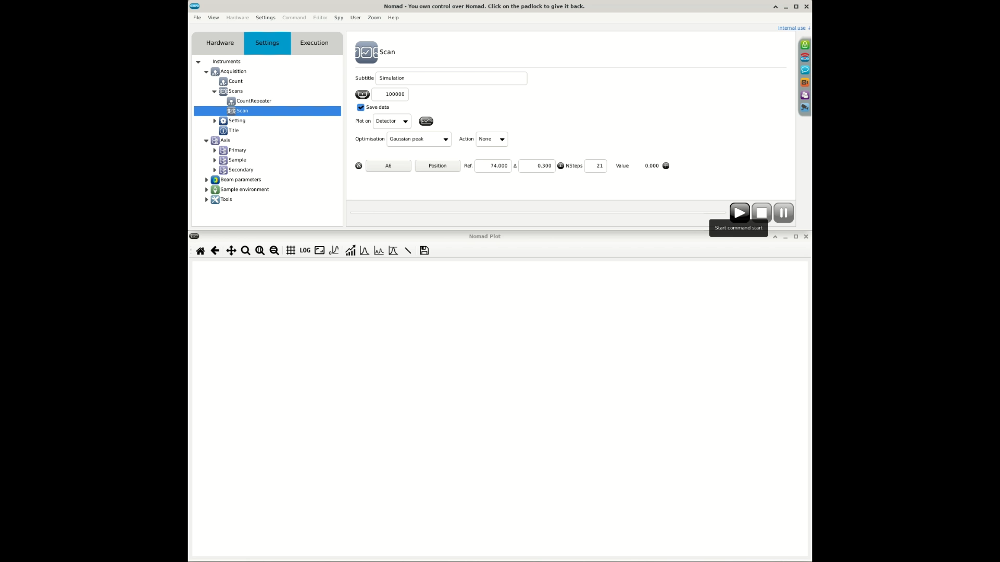 Nomad - You own control over Nomad. Click on the padlock to give it back.
File View Hardware Settings Command Editor Spy User Zoom Help
Internal use ↓
Hardware Settings Execution
Instruments
Acquisition
Count
Scans
CountRepeater
Scan
Setting
Title
Axis
Primary
Sample
Secondary
Beam parameters
Sample environment
Tools
Scan
Subtitle Simulation
100000
Save data
Plot on Detector
Optimisation Gaussian peak Action None
A6 Position Ref. 74.000 Δ 0.300 NSteps 21 Value 0.000
Start command start
Nomad Plot
LOG